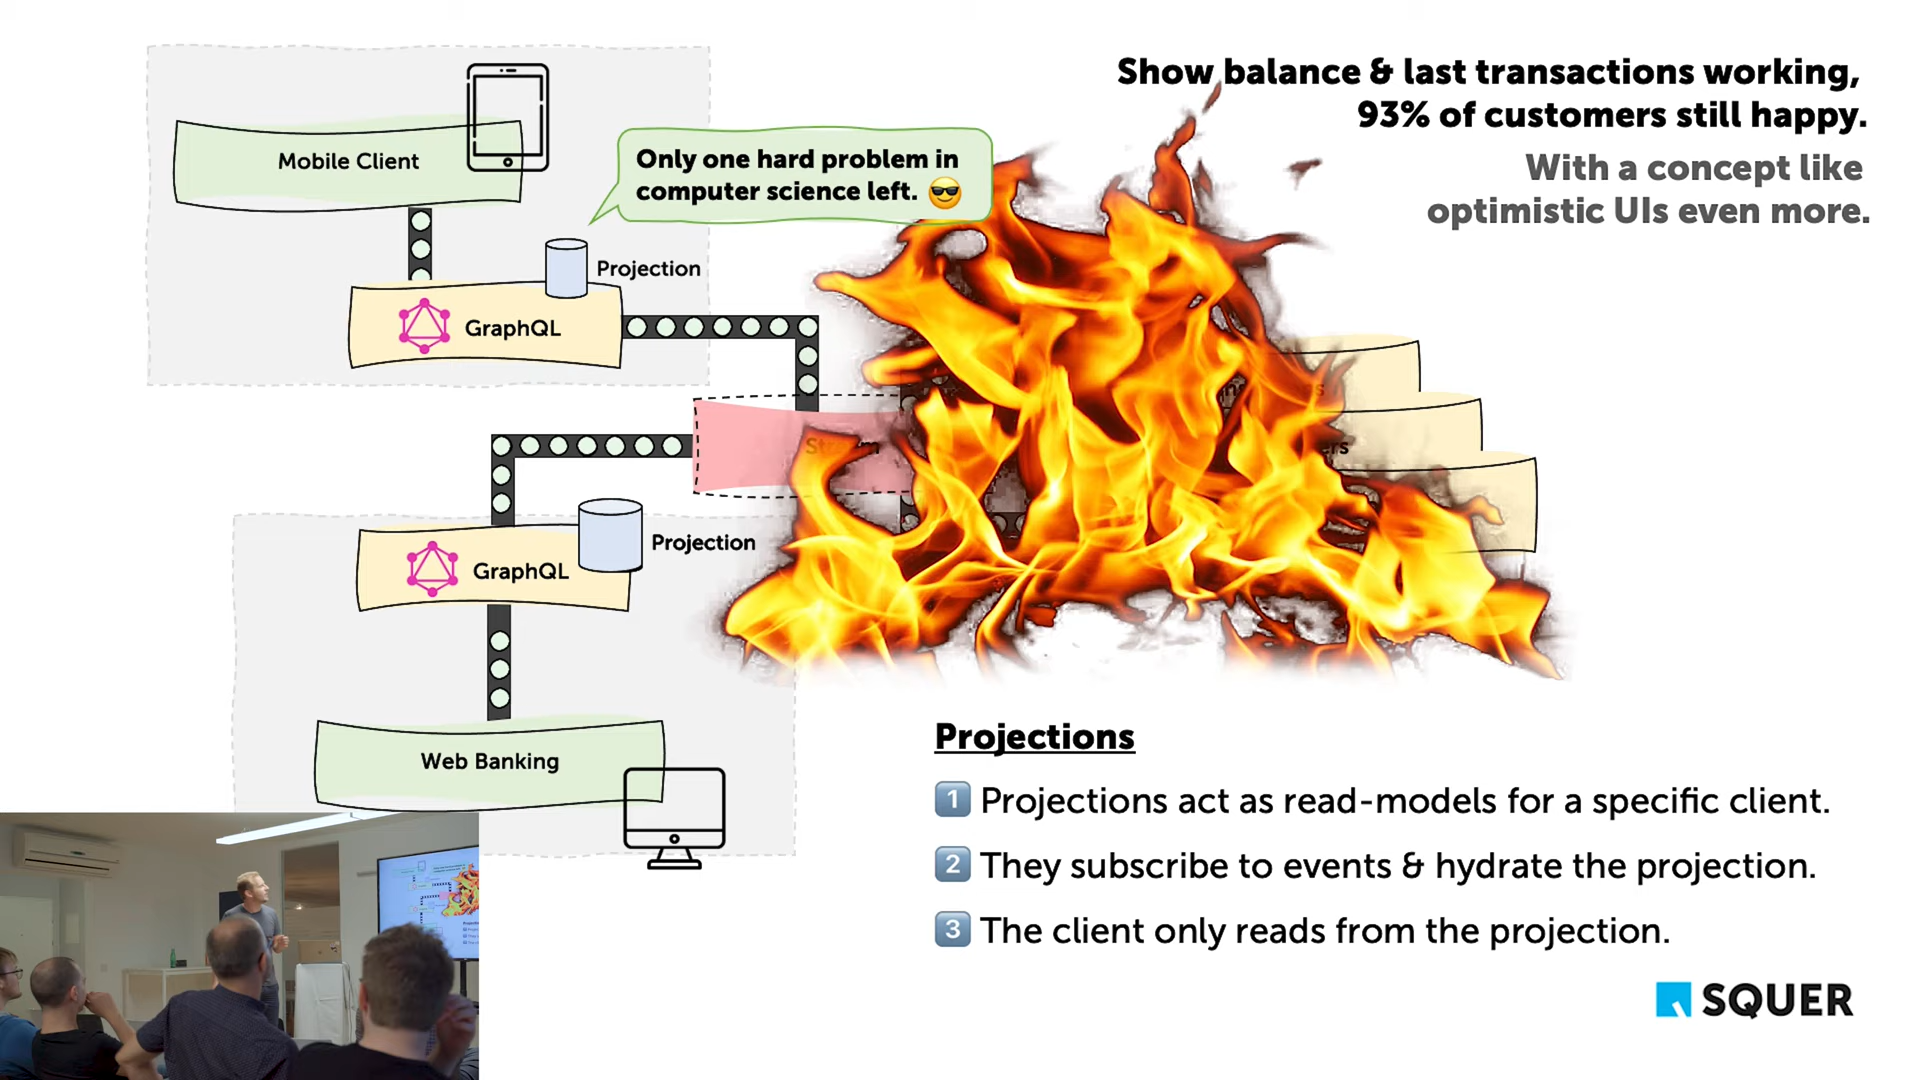 Show balance & last transactions working,
93% of customers still happy.
With a concept like
optimistic UIs even more.
Mobile Client
Only one hard problem in
computer science left. 😎
Projection
GraphQL
Projection
GraphQL
Web Banking
Projections
1 Projections act as read-models for a specific client.
2 They subscribe to events & hydrate the projection.
3 The client only reads from the projection.
SQUER